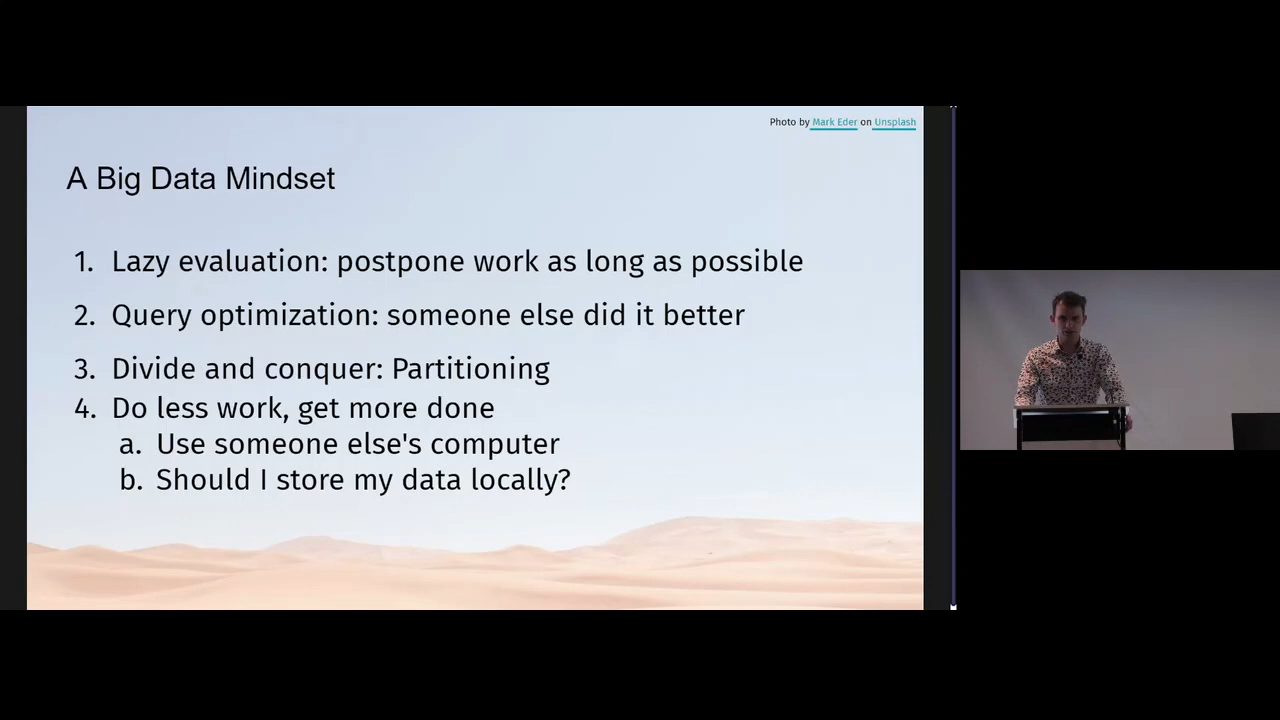 Photo by Mark Eder on Unsplash
A Big Data Mindset
1. Lazy evaluation: postpone work as long as possible
2. Query optimization: someone else did it better
3. Divide and conquer: Partitioning
4. Do less work, get more done
a. Use someone else's computer
b. Should I store my data locally?